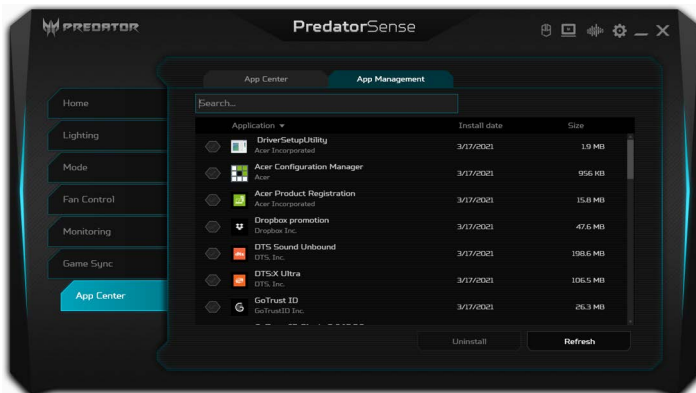 PREDATOR
PredatorSense
App Center
App Management
Home
Lighting
Mode
Fan Control
Monitoring
Game Sync
App Center
Search...
Application Install date Size
DriverSetupUtility
Acer Incorporated
3/17/2021 1.9 MB
Acer Configuration Manager
Acer
3/17/2021 956 KB
Acer Product Registration
Acer Incorporated
3/17/2021 15.8 MB
Dropbox promotion
Dropbox Inc.
3/17/2021 47.6 MB
DTS Sound Unbound
DTS, Inc.
3/17/2021 198.6 MB
DTS:X Ultra
DTS, Inc.
3/17/2021 106.5 MB
GoTrust ID
GoTrustID Inc.
3/17/2021 26.3 MB
Uninstall
Refresh